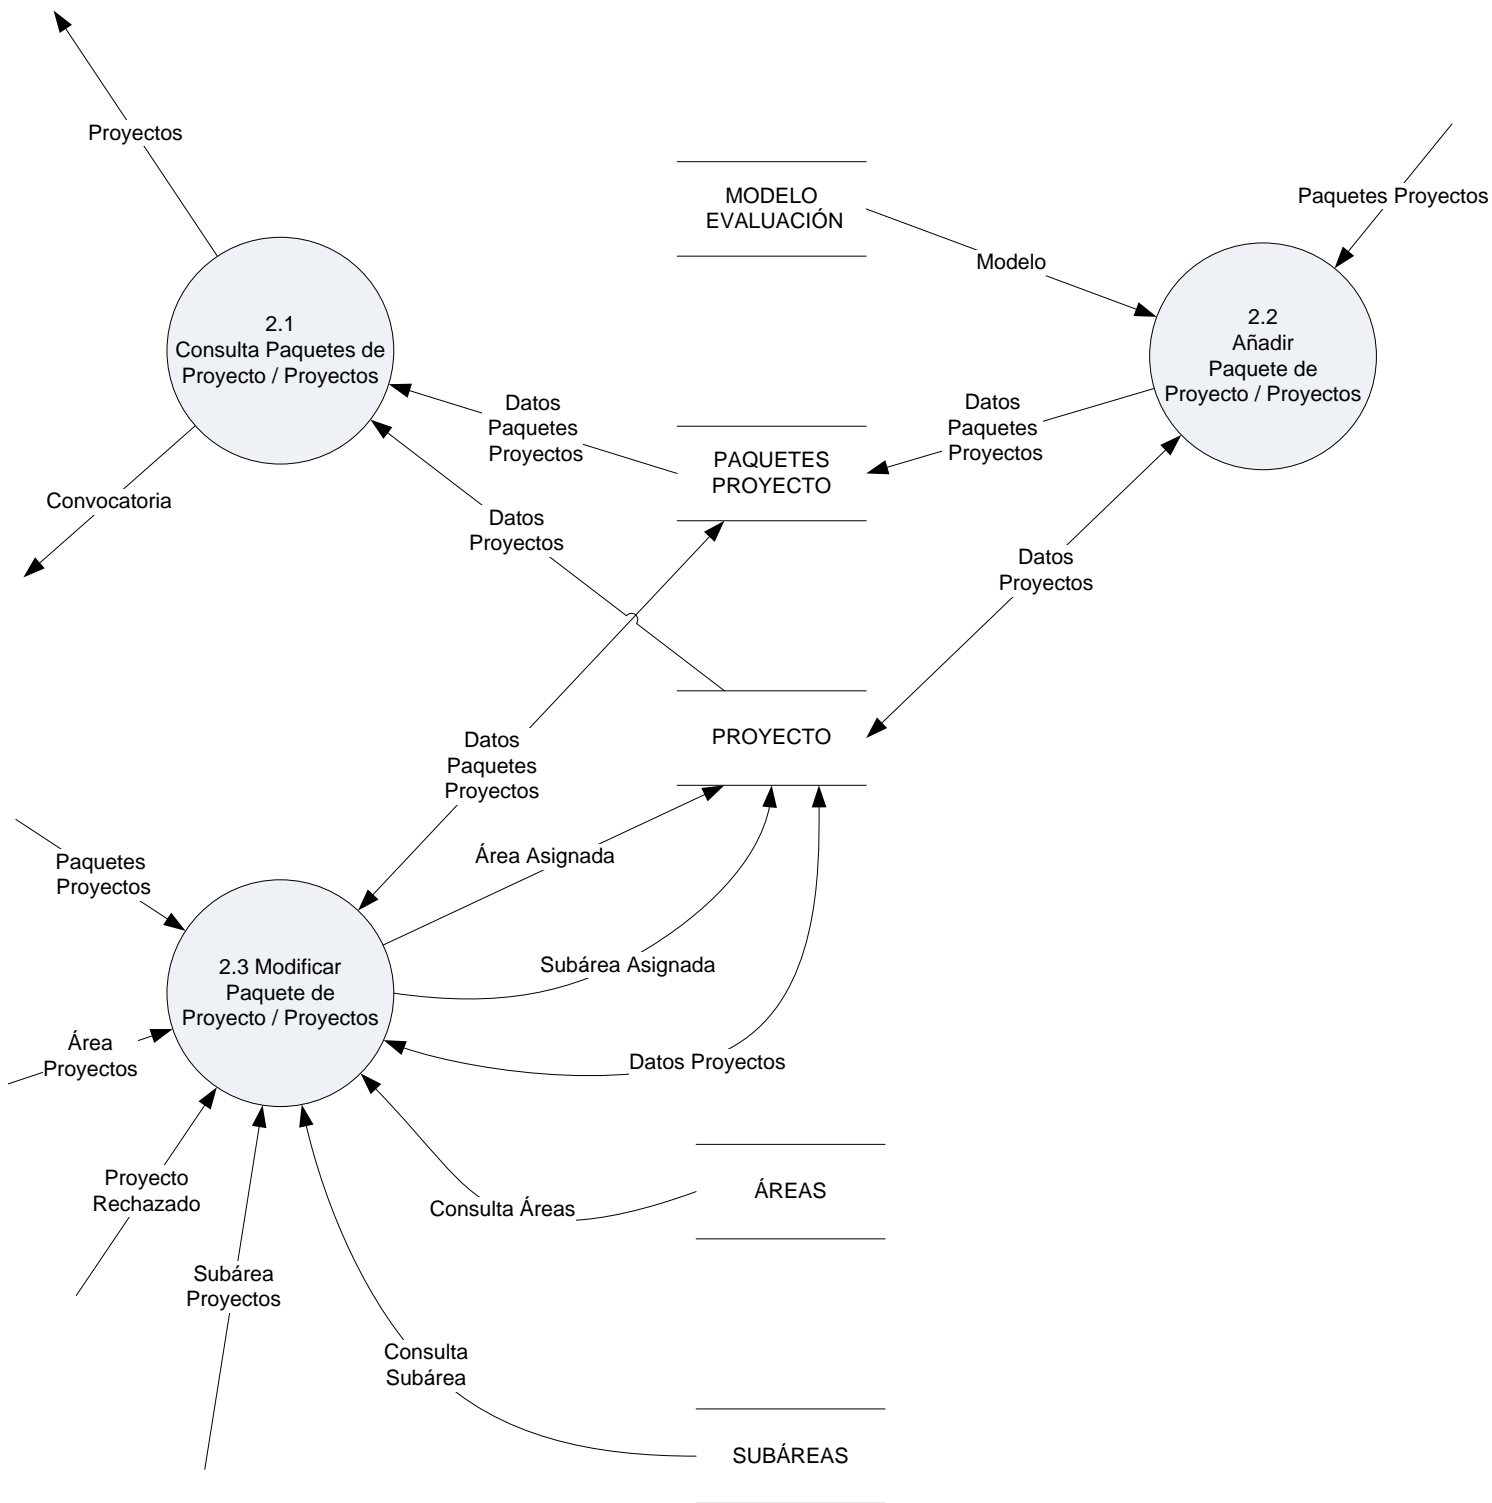 Proyectos
MODELO
EVALUACIÓN
Paquetes Proyectos
Modelo
2.1
Consulta Paquetes de
Proyecto / Proyectos
2.2
Añadir
Paquete de
Proyecto / Proyectos
Datos
Paquetes
Proyectos
Datos
Paquetes
Proyectos
PAQUETES
PROYECTO
Convocatoria
Datos
Proyectos
Datos
Proyectos
PROYECTO
Datos
Paquetes
Proyectos
Área Asignada
Paquetes
Proyectos
Subárea Asignada
2.3 Modificar
Paquete de
Proyecto / Proyectos
Área
Proyectos
Datos Proyectos
Proyecto
Rechazado
ÁREAS
Consulta Áreas
Subárea
Proyectos
Consulta
Subárea
SUBÁREAS